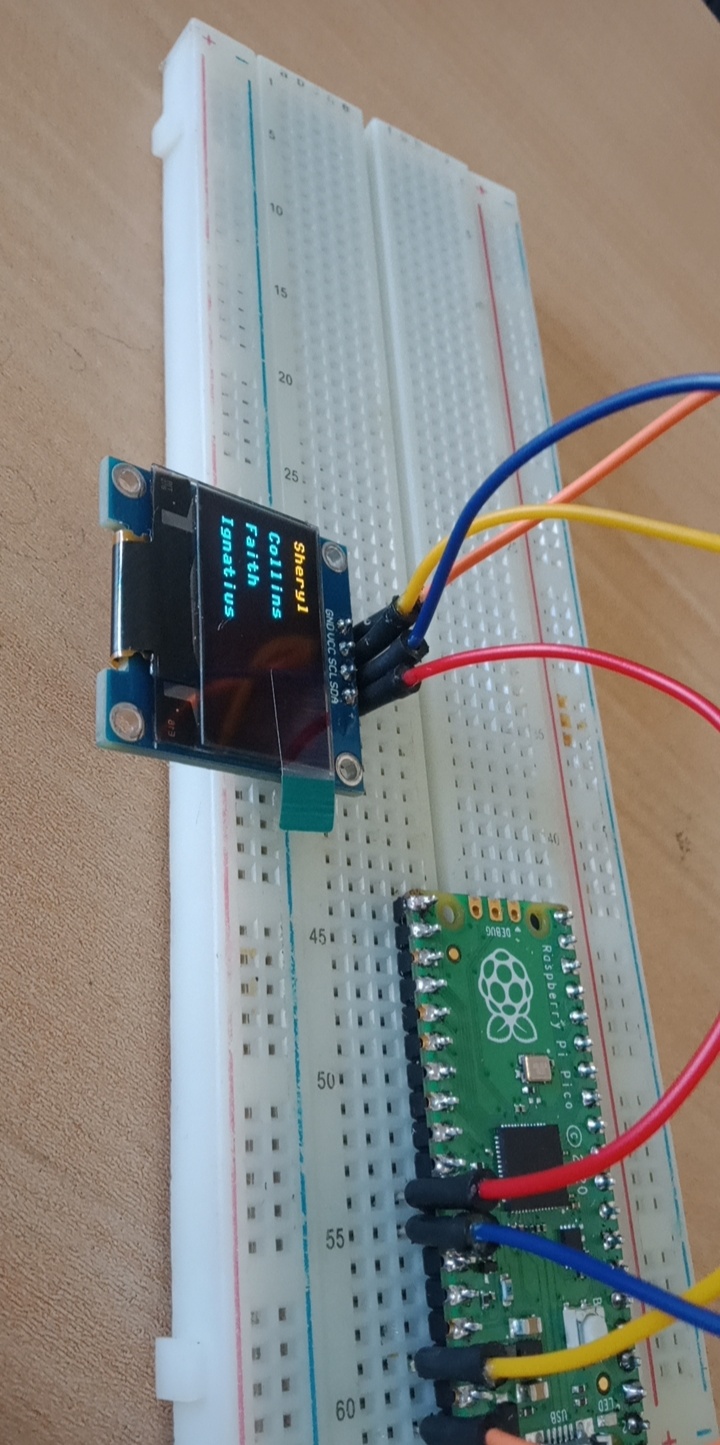 Sheryl
Collins
Faith
Ignatius
GND VCC SCL SDA
DEBUG
Raspberry Pi Pico ©
USB
LED
+
-
1
5
10
15
20
25
45
50
55
60
40